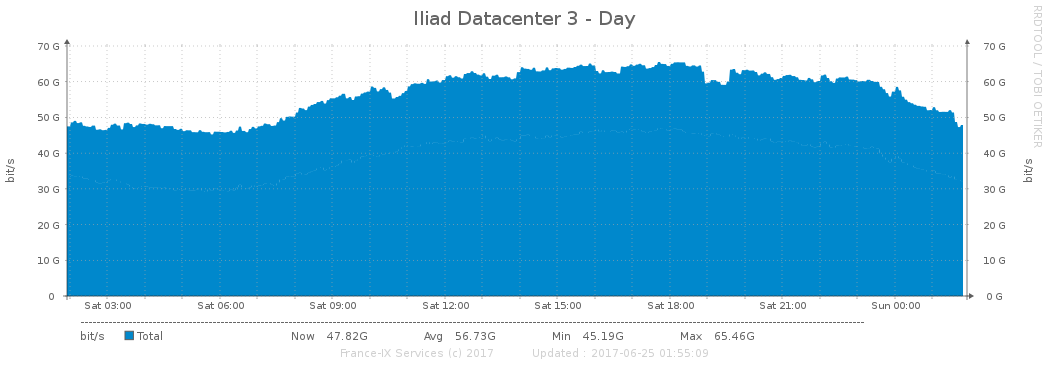 Iliad Datacenter 3 - Day
RRDTOOL / TOBI OETIKER
70 G 70 G
60 G 60 G
50 G 50 G
40 G 40 G
30 G 30 G
20 G 20 G
10 G 10 G
0 0 G
bit/s bit/s
Sat 03:00 Sat 06:00 Sat 09:00 Sat 12:00 Sat 15:00 Sat 18:00 Sat 21:00 Sun 00:00
bit/s Total Now 47.82G Avg 56.73G Min 45.19G Max 65.46G
France-IX Services (c) 2017 Updated : 2017-06-25 01:55:09